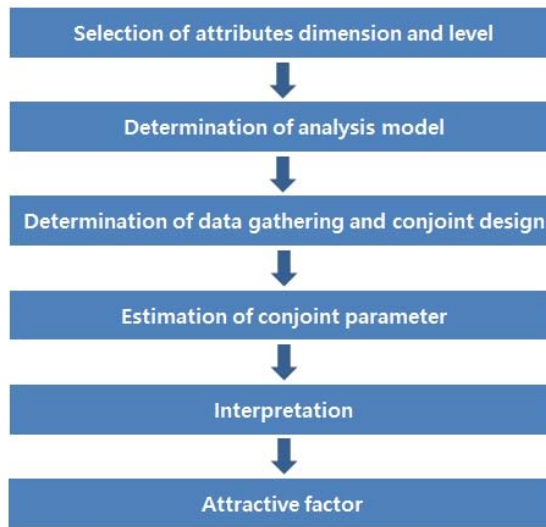 Selection of attributes dimension and level
Determination of analysis model
Determination of data gathering and conjoint design
Estimation of conjoint parameter
Interpretation
Attractive factor